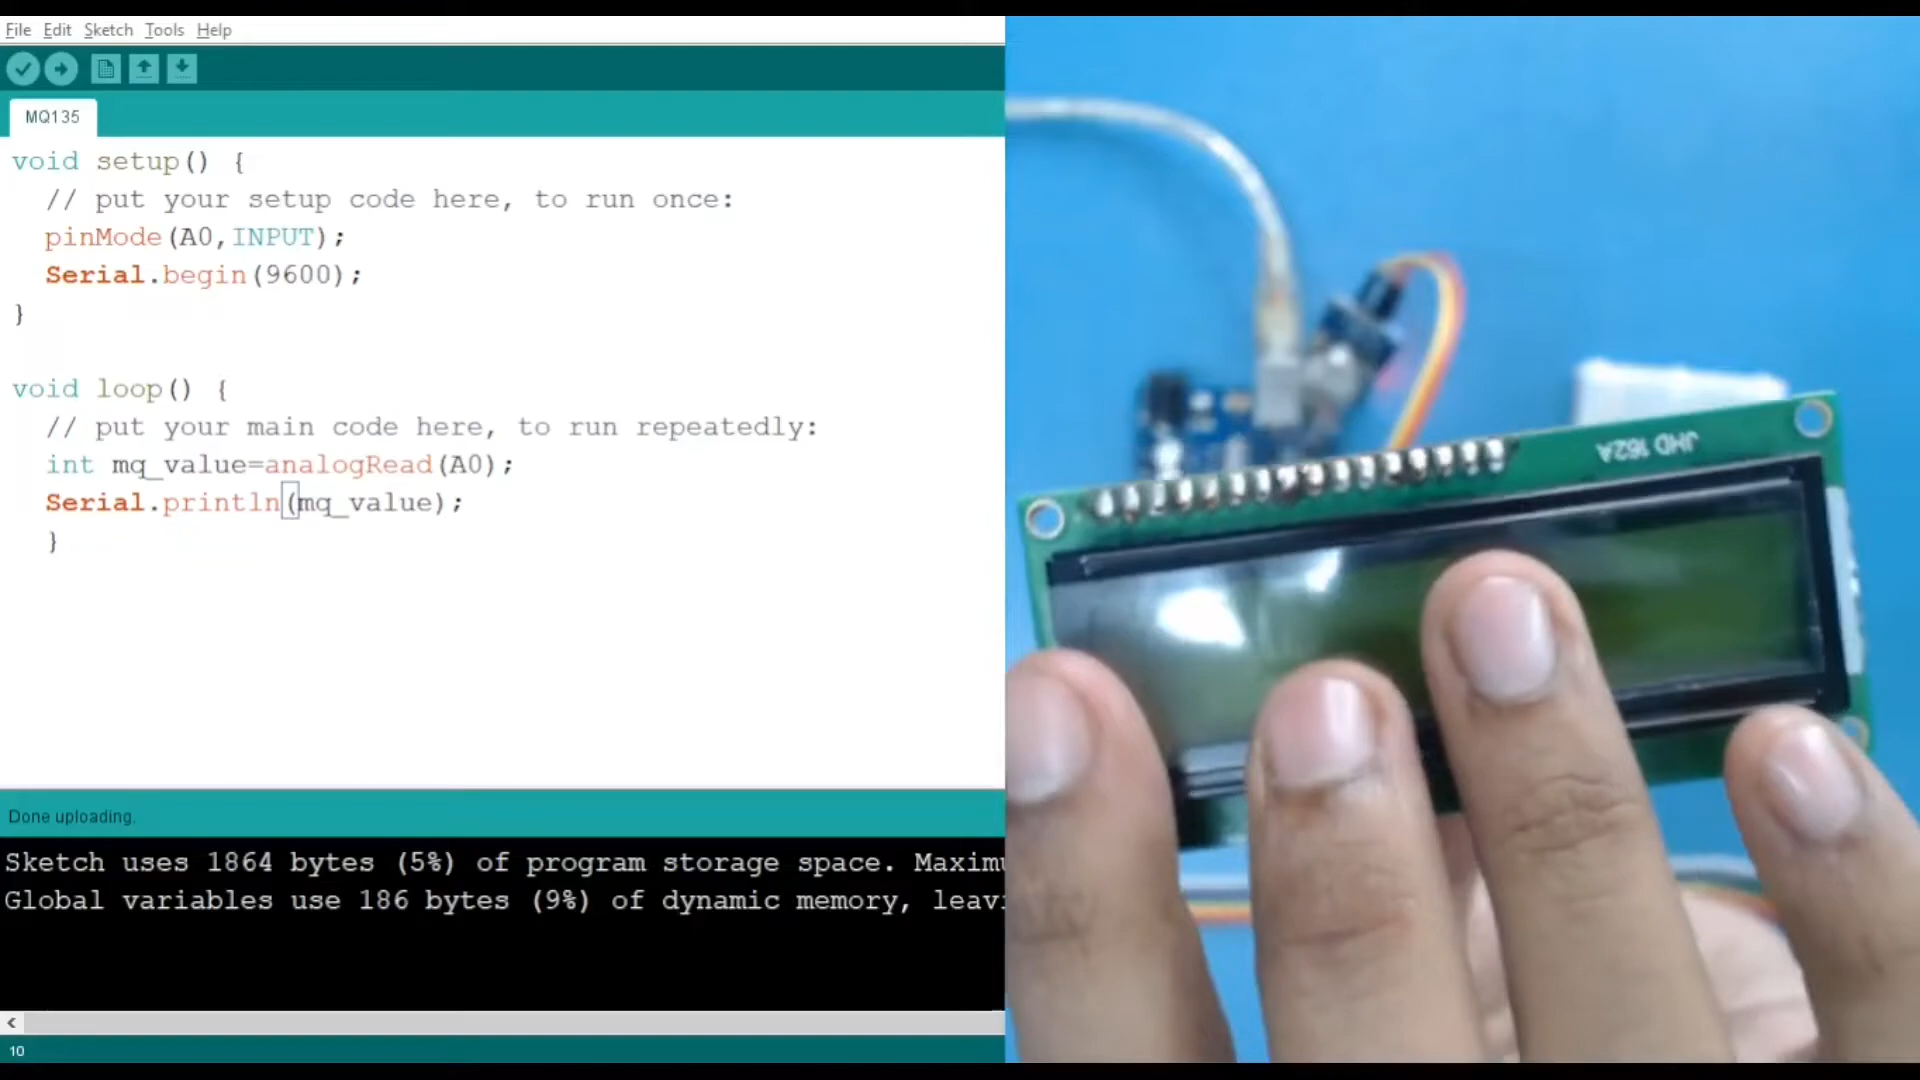 File Edit Sketch Tools Help
MQ135
void setup() {
// put your setup code here, to run once:
pinMode(A0,INPUT);
Serial.begin(9600);
}
void loop() {
// put your main code here, to run repeatedly:
int mq_value=analogRead(A0);
Serial.println(mq_value);
}
Done uploading.
Sketch uses 1864 bytes (5%) of program storage space. Maximu
Global variables use 186 bytes (9%) of dynamic memory, leavi
10
JHD 162A